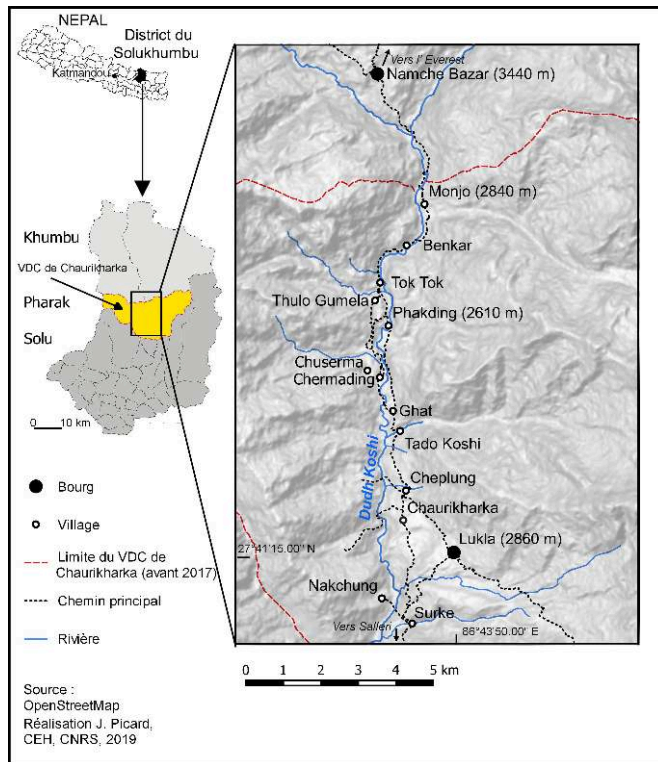 NEPAL
District du
Solukhumbu
Katmandou
Khumbu
VDC de Chaurikharka
Pharak
Solu
0 10 km
Bourg
Village
Limite du VDC de
Chaurikharka (avant 2017)
Chemin principal
Rivière
Source :
OpenStreetMap
Réalisation J. Picard,
CEH, CNRS, 2019
Vers l' Everest
Namche Bazar (3440 m)
Monjo (2840 m)
Benkar
Tok Tok
Thulo Gumela
Phakding (2610 m)
Chuserma
Chermading
Ghat
Tado Koshi
Dudh Koshi
Cheplung
Chaurikharka
Lukla (2860 m)
27°41'15.00" N
Nakchung
Surke
Vers Salleri
86°43'50.00" E
0 1 2 3 4 5 km